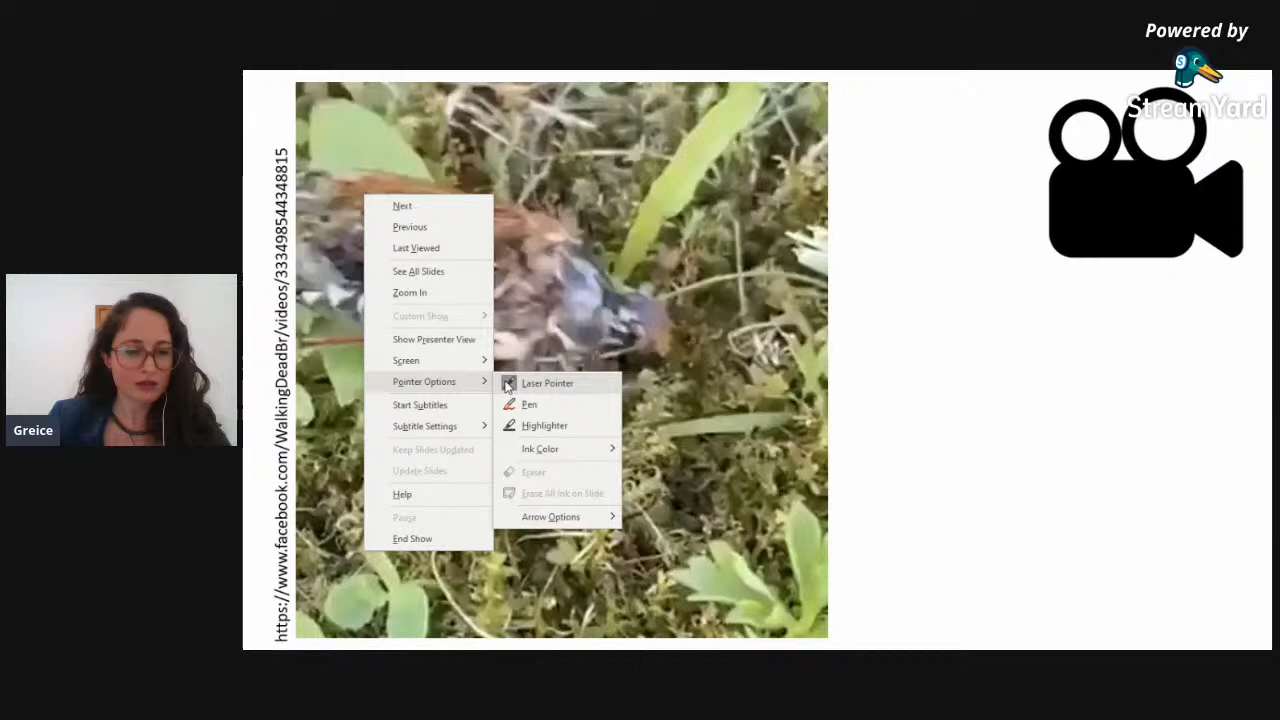 Powered by
StreamYard
https://www.facebook.com/WalkingDeadBr/videos/333498544348815
Next
Previous
Last Viewed
See All Slides
Zoom In
Custom Show
Show Presenter View
Screen
Pointer Options
Start Subtitles
Subtitle Settings
Keep Slides Updated
Update Slides
Help
Pause
End Show
Laser Pointer
Pen
Highlighter
Ink Color
Eraser
Erase All Ink on Slide
Arrow Options
Greice